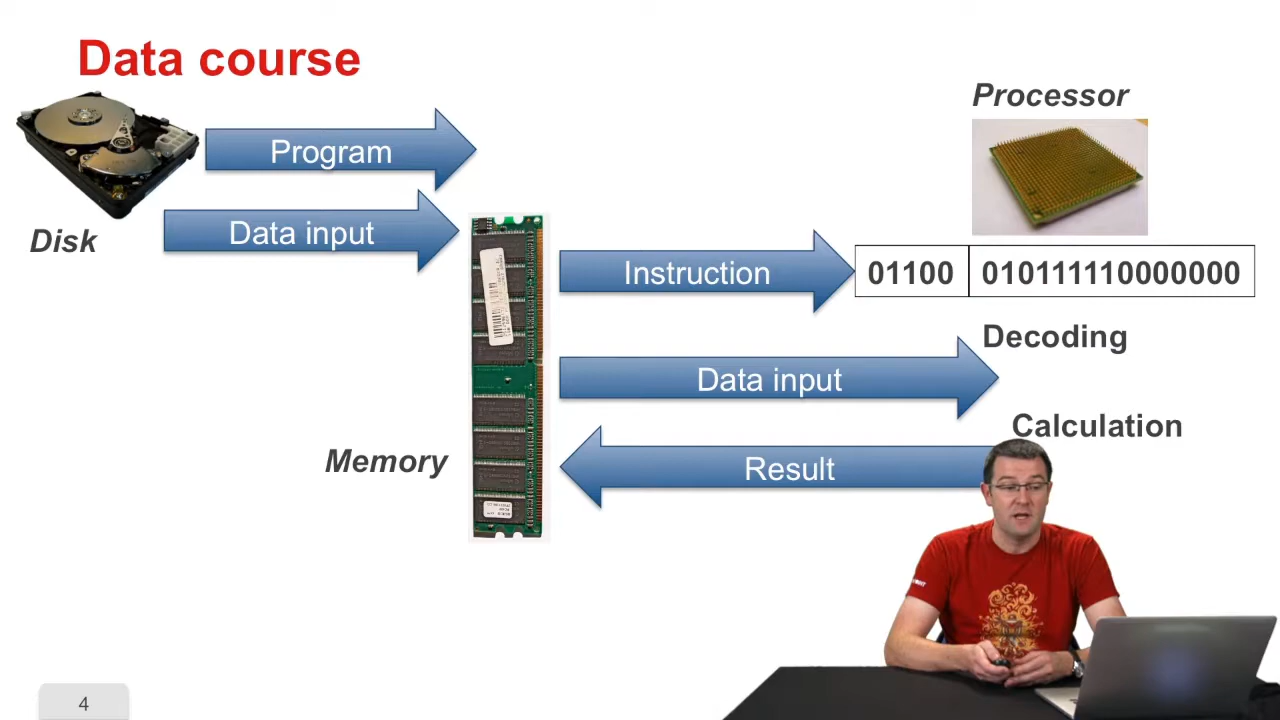 Data course
Processor
Program
Disk
Data input
Instruction
01100 010111110000000
Decoding
Data input
Calculation
Memory
Result
4